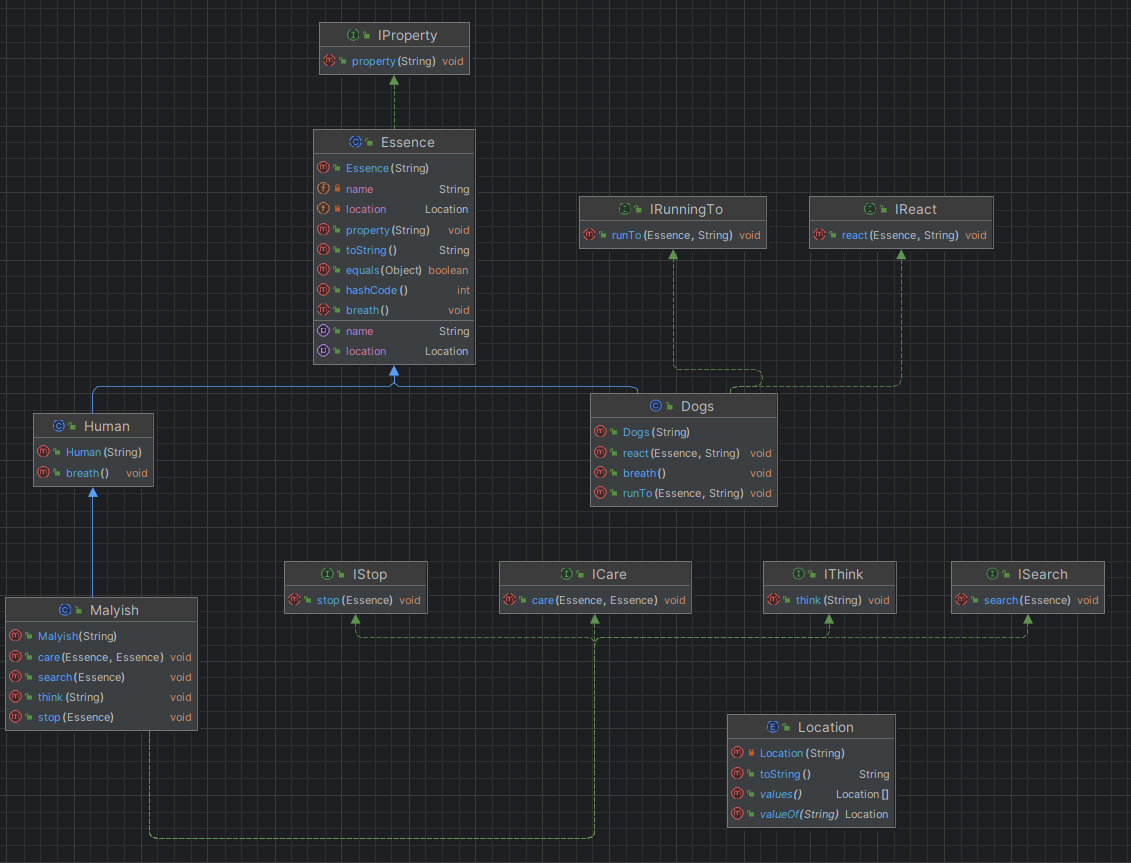 IProperty
property(String) void
Essence
Essence(String)
name String
location Location
property(String) void
toString() String
equals(Object) boolean
hashCode() int
breath() void
name String
location Location
IRunningTo
runTo(Essence, String) void
IReact
react(Essence, String) void
Human
Human(String)
breath() void
Dogs
Dogs(String)
react(Essence, String) void
breath() void
runTo(Essence, String) void
IStop
stop(Essence) void
ICare
care(Essence, Essence) void
IThink
think(String) void
ISearch
search(Essence) void
Malyish
Malyish(String)
care(Essence, Essence) void
search(Essence) void
think(String) void
stop(Essence) void
Location
Location(String)
toString() String
values() Location[]
valueOf(String) Location